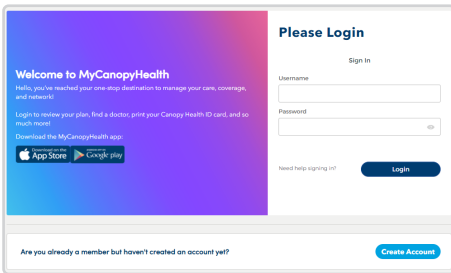 Welcome to MyCanopyHealth
Hello, you've reached your one-stop destination to manage your care, coverage,
and network!
Login to review your plan, find a doctor, print your Canopy Health ID card, and so
much more!
Download the MyCanopyHealth app:
Download on the
App Store
Google play
Please Login
Sign In
Username
Password
Need help signing in?
Login
Are you already a member but haven't created an account yet?
Create Account